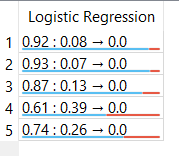 Logistic Regression
1 0.92 : 0.08 → 0.0
2 0.93 : 0.07 → 0.0
3 0.87 : 0.13 → 0.0
4 0.61 : 0.39 → 0.0
5 0.74 : 0.26 → 0.0